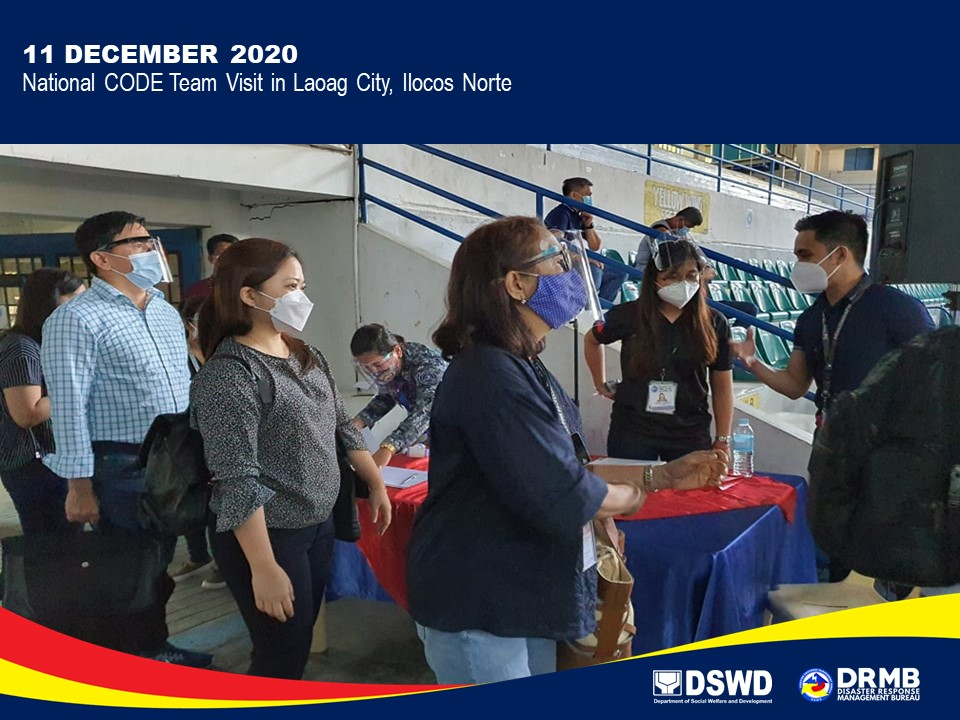 11 DECEMBER 2020
National CODE Team Visit in Laoag City, Ilocos Norte
YELLOW
DSWD
Department of Social Welfare and Development
DRMB
DISASTER RESPONSE
MANAGEMENT BUREAU